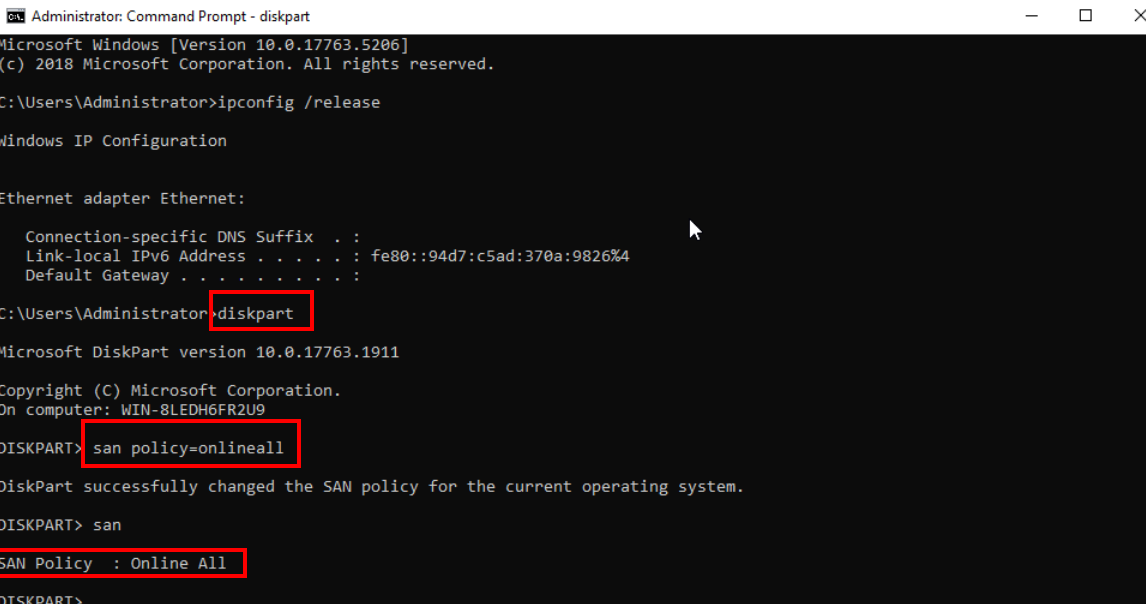 Administrator: Command Prompt - diskpart
Microsoft Windows [Version 10.0.17763.5206]
(c) 2018 Microsoft Corporation. All rights reserved.
C:\Users\Administrator>ipconfig /release
Windows IP Configuration
Ethernet adapter Ethernet:
Connection-specific DNS Suffix  . :
Link-local IPv6 Address . . . . . : fe80::94d7:c5ad:370a:9826%4
Default Gateway . . . . . . . . . :
C:\Users\Administrator>diskpart
Microsoft DiskPart version 10.0.17763.1911
Copyright (C) Microsoft Corporation.
On computer: WIN-8LEDH6FR2U9
DISKPART> san policy=onlineall
DiskPart successfully changed the SAN policy for the current operating system.
DISKPART> san
SAN Policy  : Online All
DISKPART>